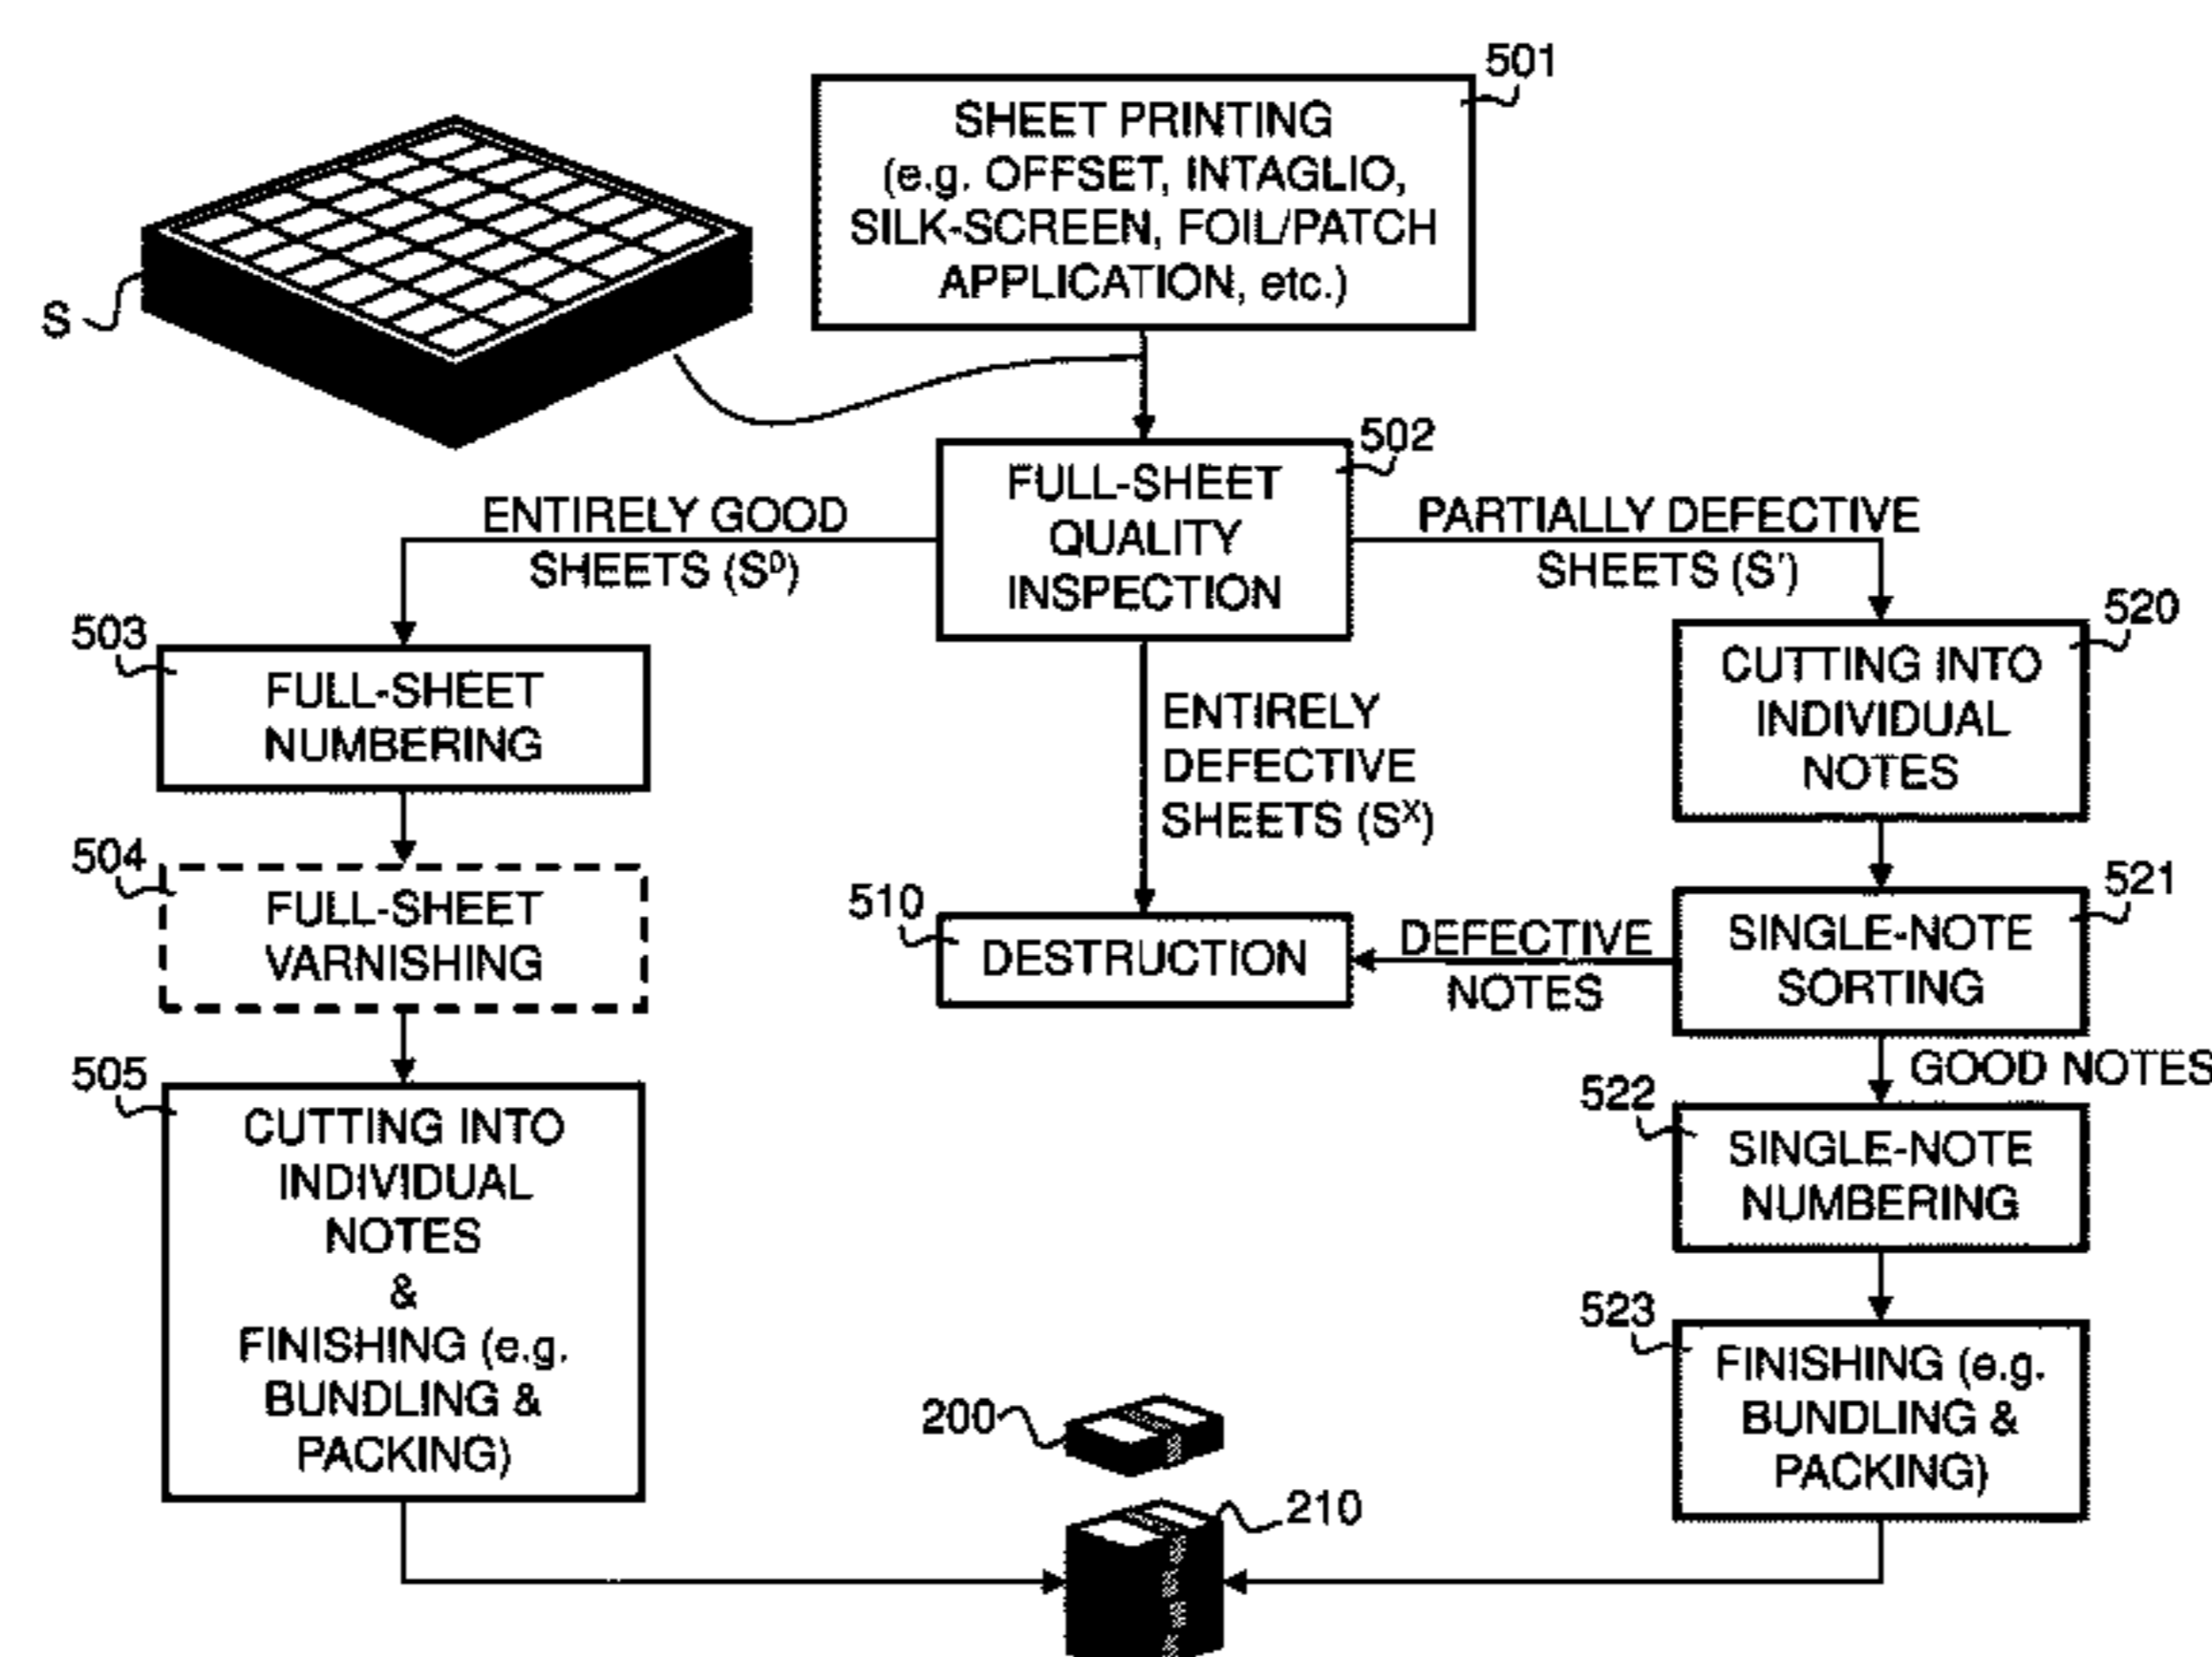 501
SHEET PRINTING
(e.g. OFFSET, INTAGLIO,
SILK-SCREEN, FOIL/PATCH
APPLICATION, etc.)
S
502
FULL-SHEET
QUALITY
INSPECTION
ENTIRELY GOOD
SHEETS (S⁰)
PARTIALLY DEFECTIVE
SHEETS (S')
503
FULL-SHEET
NUMBERING
ENTIRELY
DEFECTIVE
SHEETS (Sˣ)
520
CUTTING INTO
INDIVIDUAL
NOTES
504
FULL-SHEET
VARNISHING
510
DESTRUCTION
DEFECTIVE
NOTES
521
SINGLE-NOTE
SORTING
GOOD NOTES
505
CUTTING INTO
INDIVIDUAL
NOTES
&
FINISHING (e.g.
BUNDLING &
PACKING)
522
SINGLE-NOTE
NUMBERING
523
FINISHING (e.g.
BUNDLING &
PACKING)
200
210